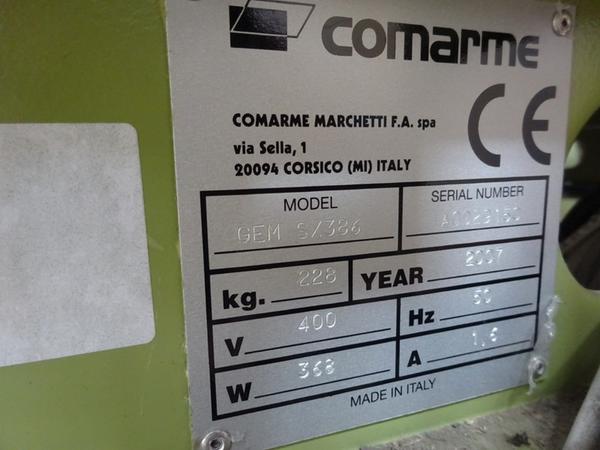 comarme
COMARME MARCHETTI F.A. spa
via Sella, 1
20094 CORSICO (MI) ITALY
CE
MODEL SERIAL NUMBER
GEM SX386
kg. 228 YEAR 2007
V 400 Hz 50
W 368 A 1,6
MADE IN ITALY